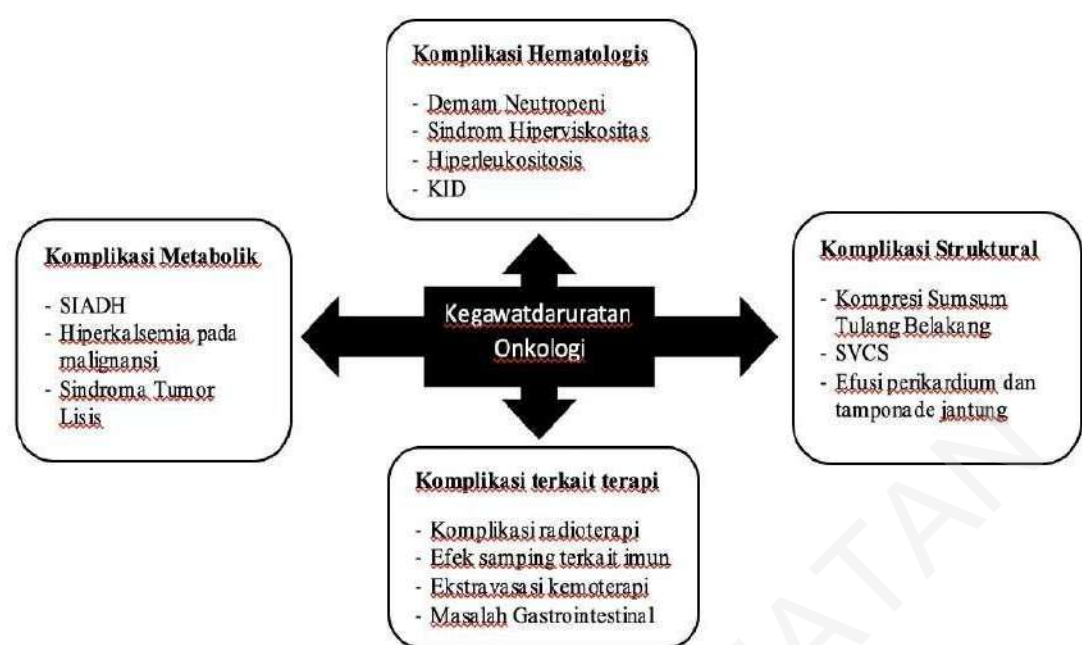 Komplikasi Hematologis
- Demam Neutropeni
- Sindrom Hiperviskositas
- Hiperleukositosis
- KID
Komplikasi Metabolik
- SIADH
- Hiperkalsemia pada
malignansi
- Sindroma Tumor
Lisis
Kegawatdaruratan
Onkologi
Komplikasi Struktural
- Kompresi Sumsum
Tulang Belakang
- SVCS
- Efusi perikardium dan
tamponade jantung
Komplikasi terkait terapi
- Komplikasi radioterapi
- Efek samping terkait imun
- Ekstravasasi kemoterapi
- Masalah Gastrointestinal
ATAN